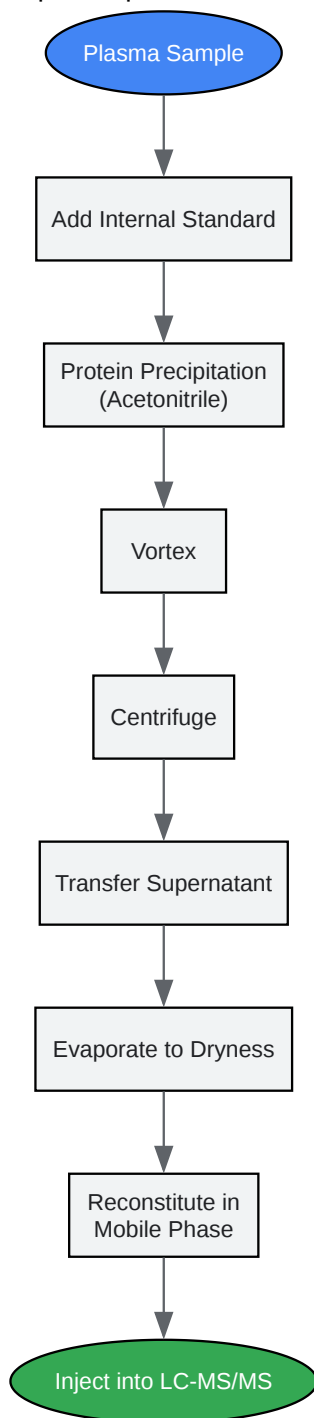 Plasma Sample
Add Internal Standard
Protein Precipitation
(Acetonitrile)
Vortex
Centrifuge
Transfer Supernatant
Evaporate to Dryness
Reconstitute in
Mobile Phase
Inject into LC-MS/MS